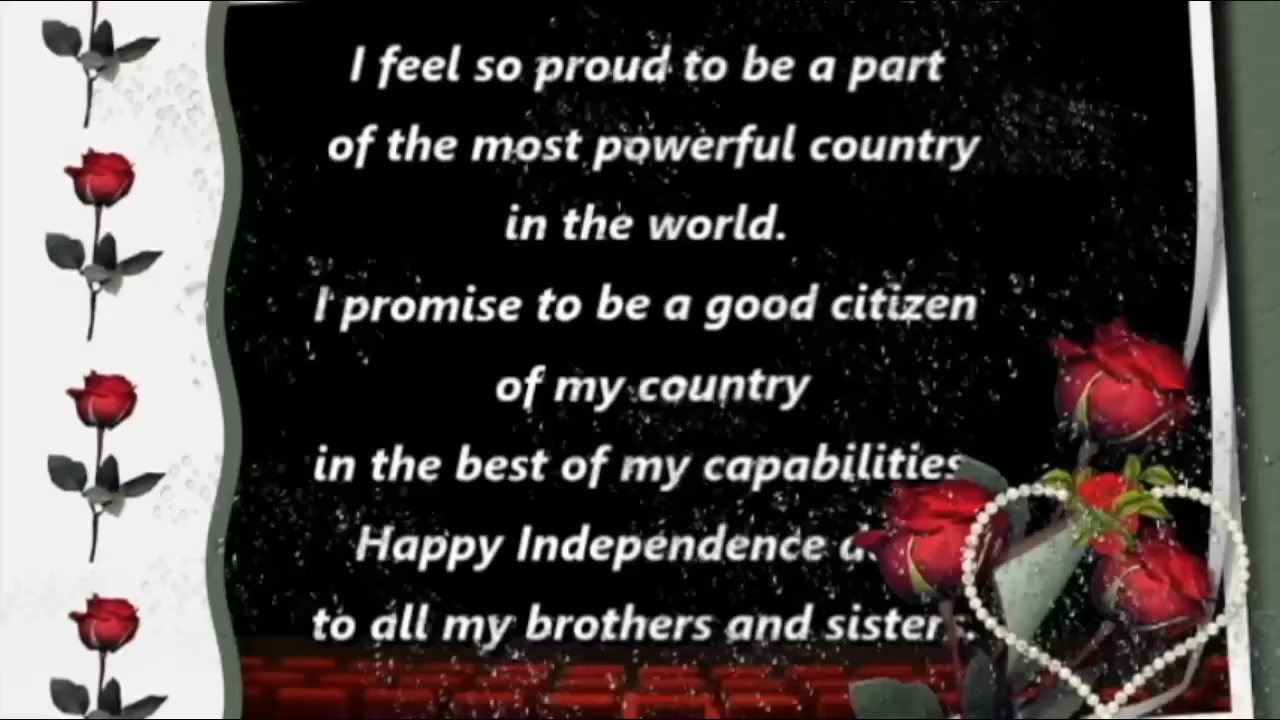 I feel so proud to be a part
of the most powerful country
in the world.
I promise to be a good citizen
of my country
in the best of my capabilities
Happy Independence
to all my brothers and sisters.